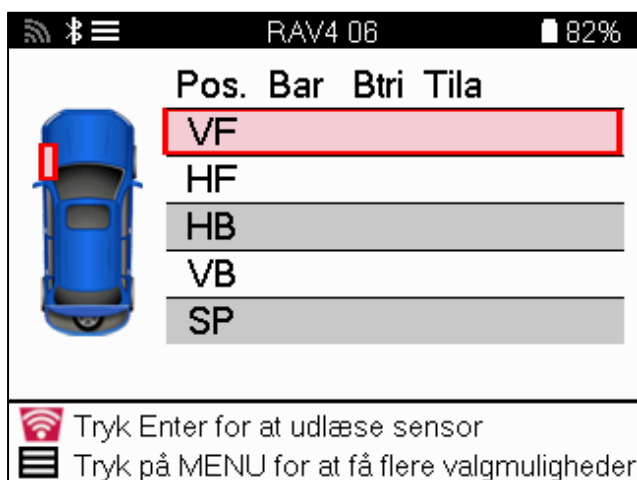 RAV4 06 82%
Pos. Bar Btri Tila
VF
HF
HB
VB
SP
Tryk Enter for at udlæse sensor
Tryk på MENU for at få flere valgmuligheder